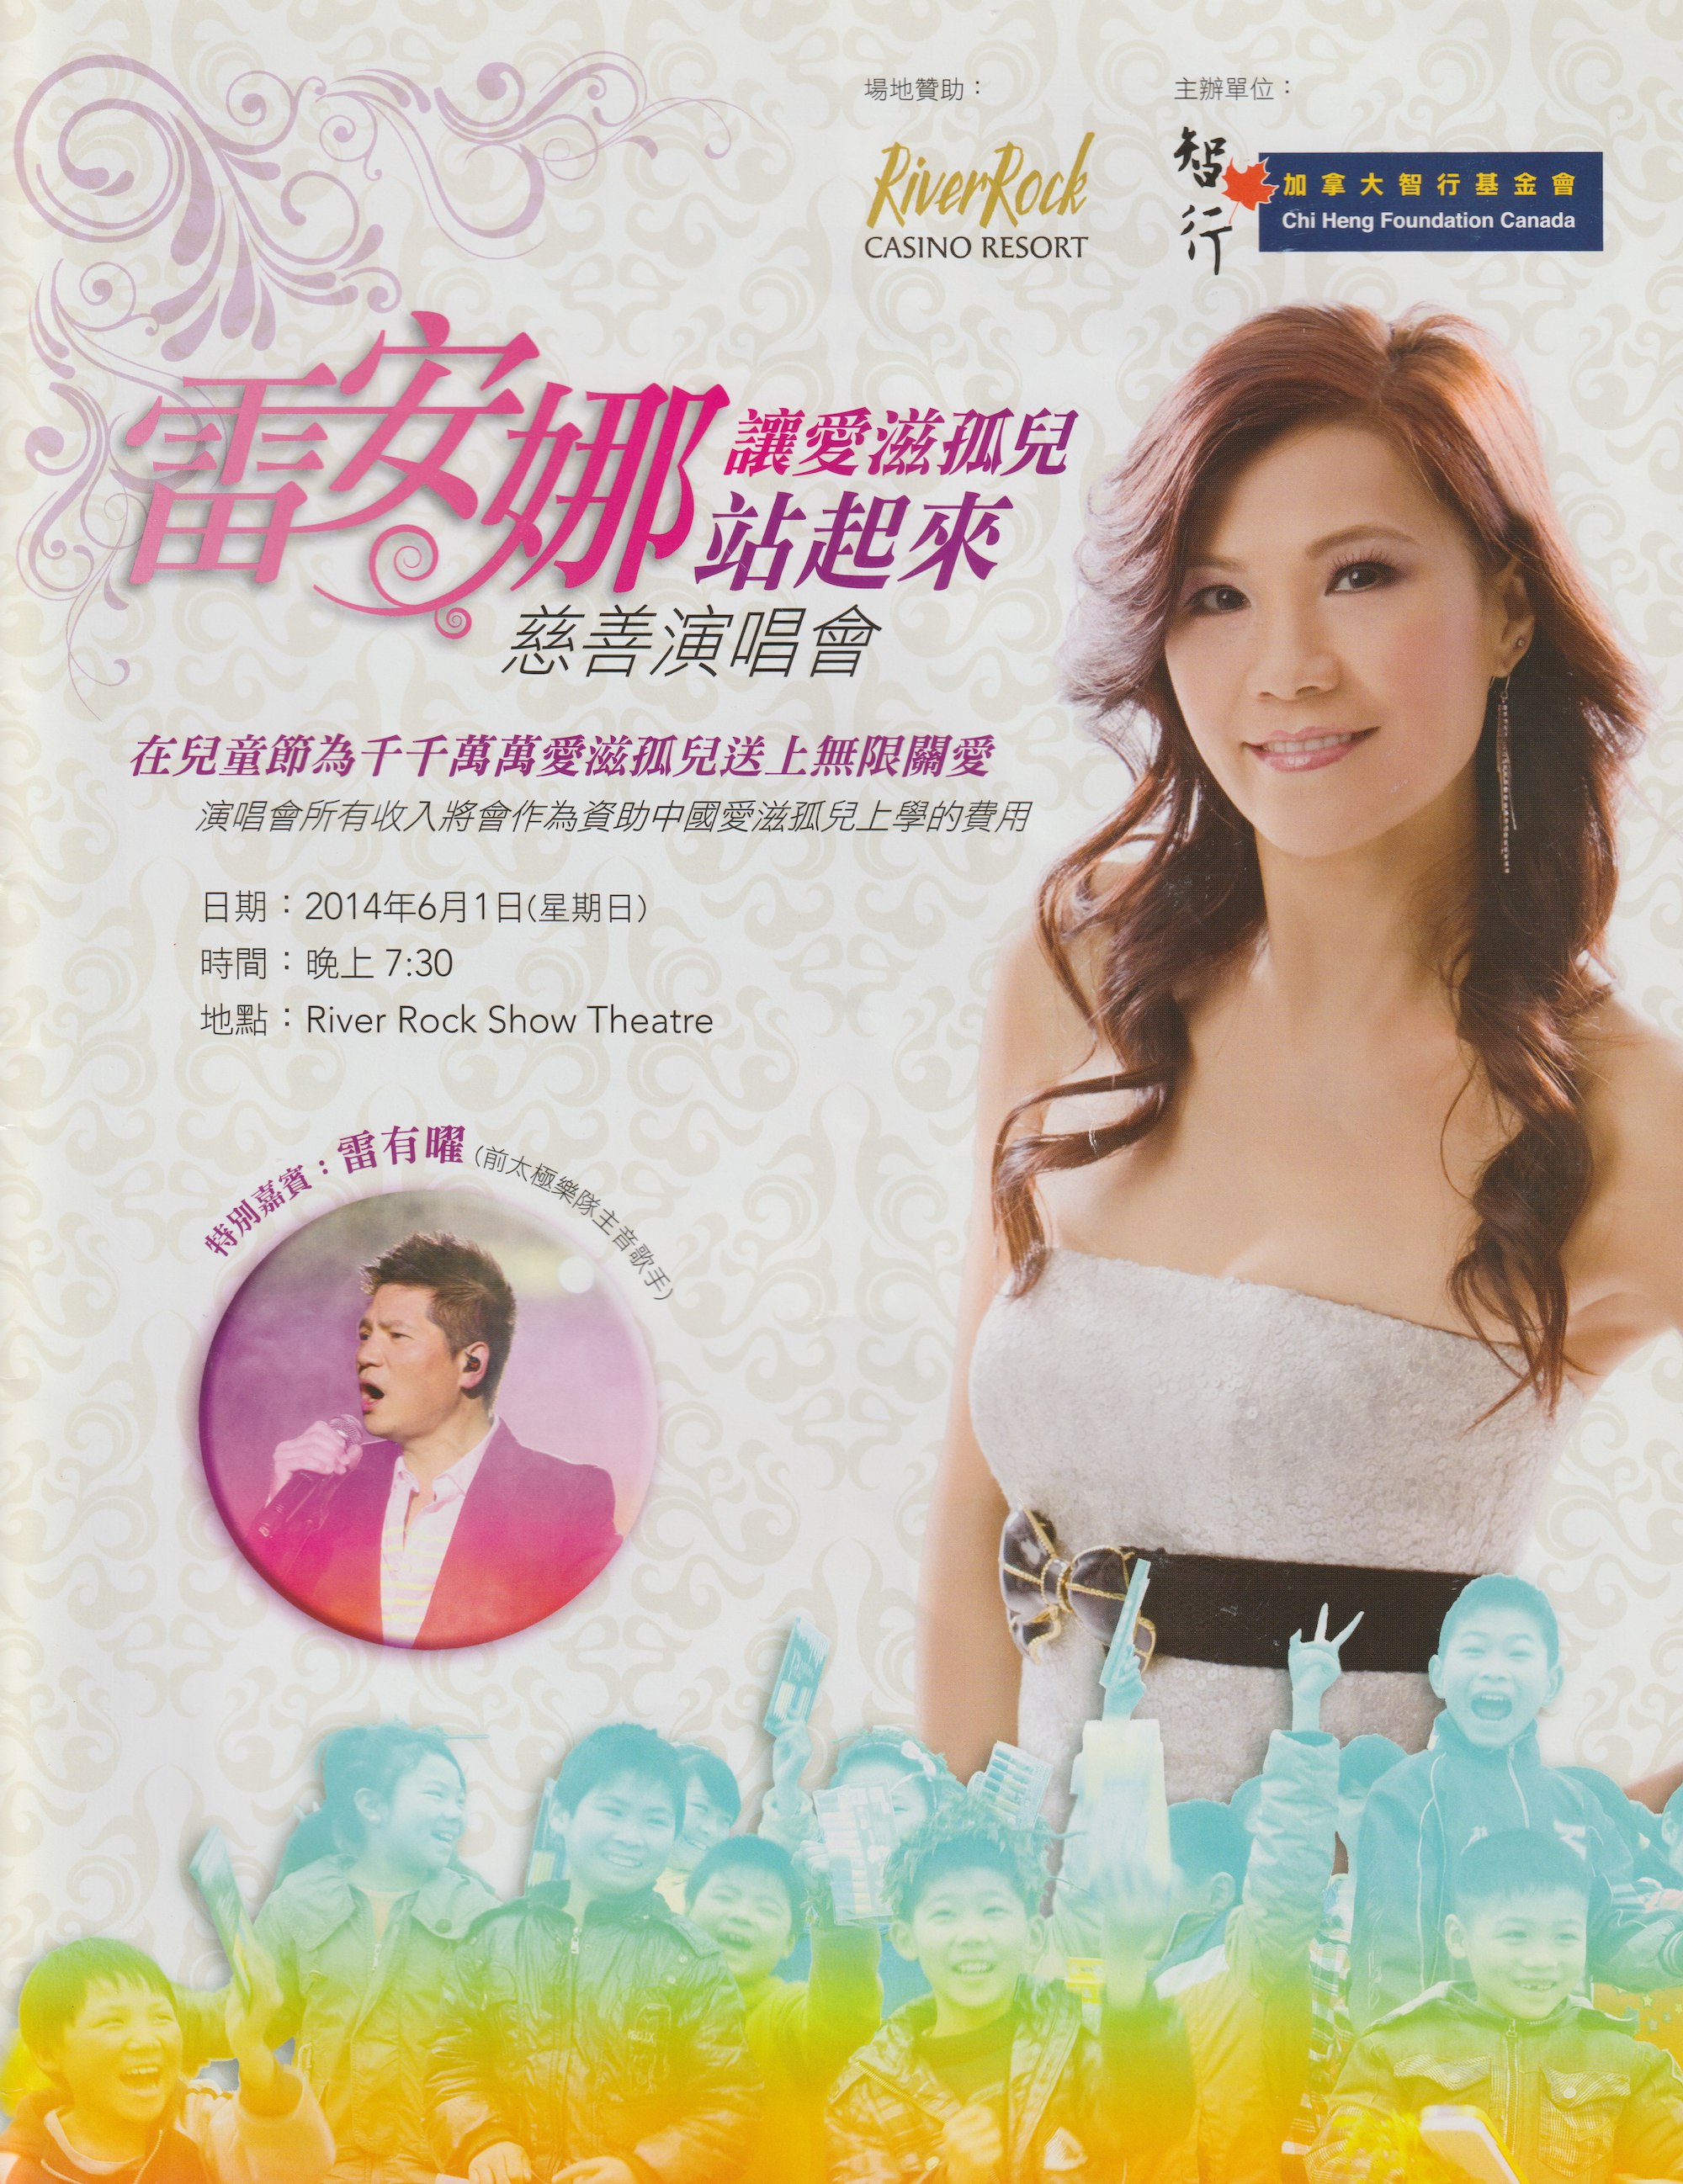 場地贊助：
主辦單位：
RiverRock
CASINO RESORT
智行
加拿大智行基金會
Chi Heng Foundation Canada
雷安娜
讓愛滋孤兒
站起來
慈善演唱會
在兒童節為千千萬萬愛滋孤兒送上無限關愛
演唱會所有收入將會作為資助中國愛滋孤兒上學的費用
日期：2014年6月1日(星期日)
時間：晚上 7:30
地點：River Rock Show Theatre
特別嘉賓：雷有曜 (前太極樂隊主音歌手)